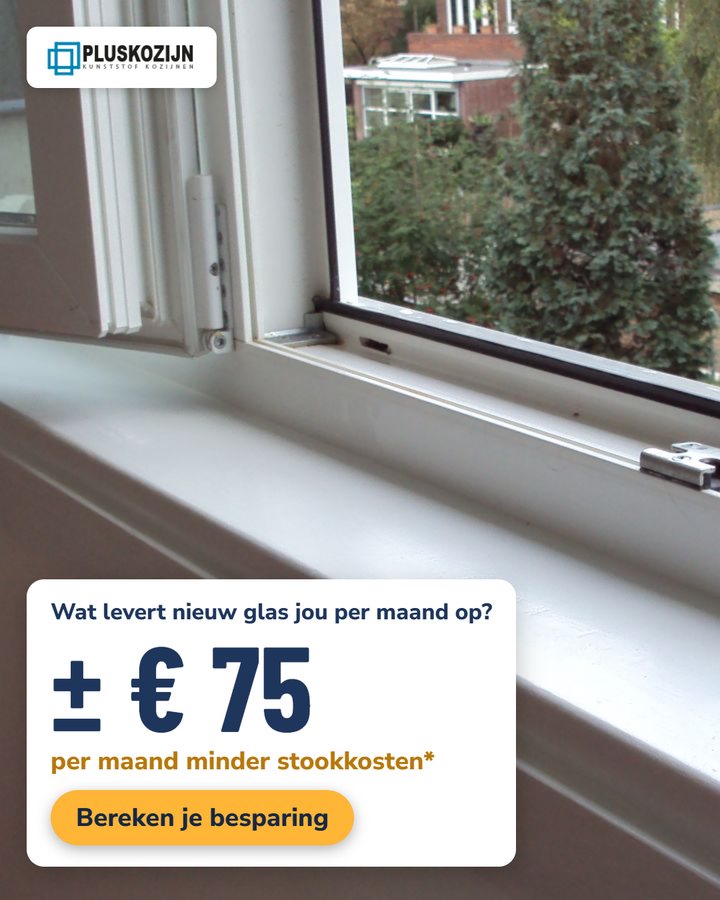 PLUSKOZIJN
KUNSTSTOF KOZIJNEN
Wat levert nieuw glas jou per maand op?
± € 75
per maand minder stookkosten*
Bereken je besparing